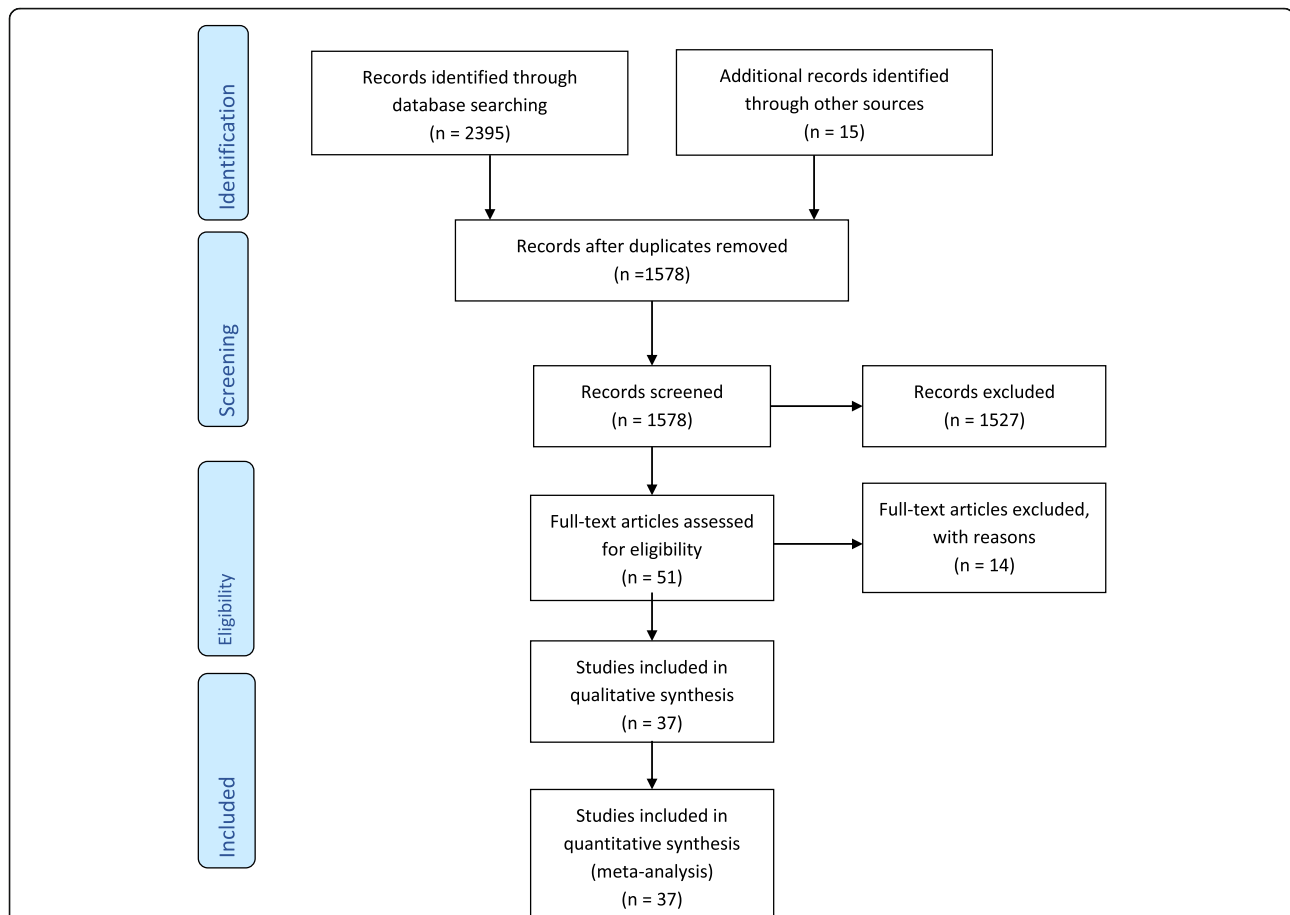 Identification
Records identified through
database searching
(n = 2395)
Additional records identified
through other sources
(n = 15)
Screening
Records after duplicates removed
(n =1578)
Records screened
(n = 1578)
Records excluded
(n = 1527)
Eligibility
Full-text articles assessed
for eligibility
(n = 51)
Full-text articles excluded,
with reasons
(n = 14)
Included
Studies included in
qualitative synthesis
(n = 37)
Studies included in
quantitative synthesis
(meta-analysis)
(n = 37)